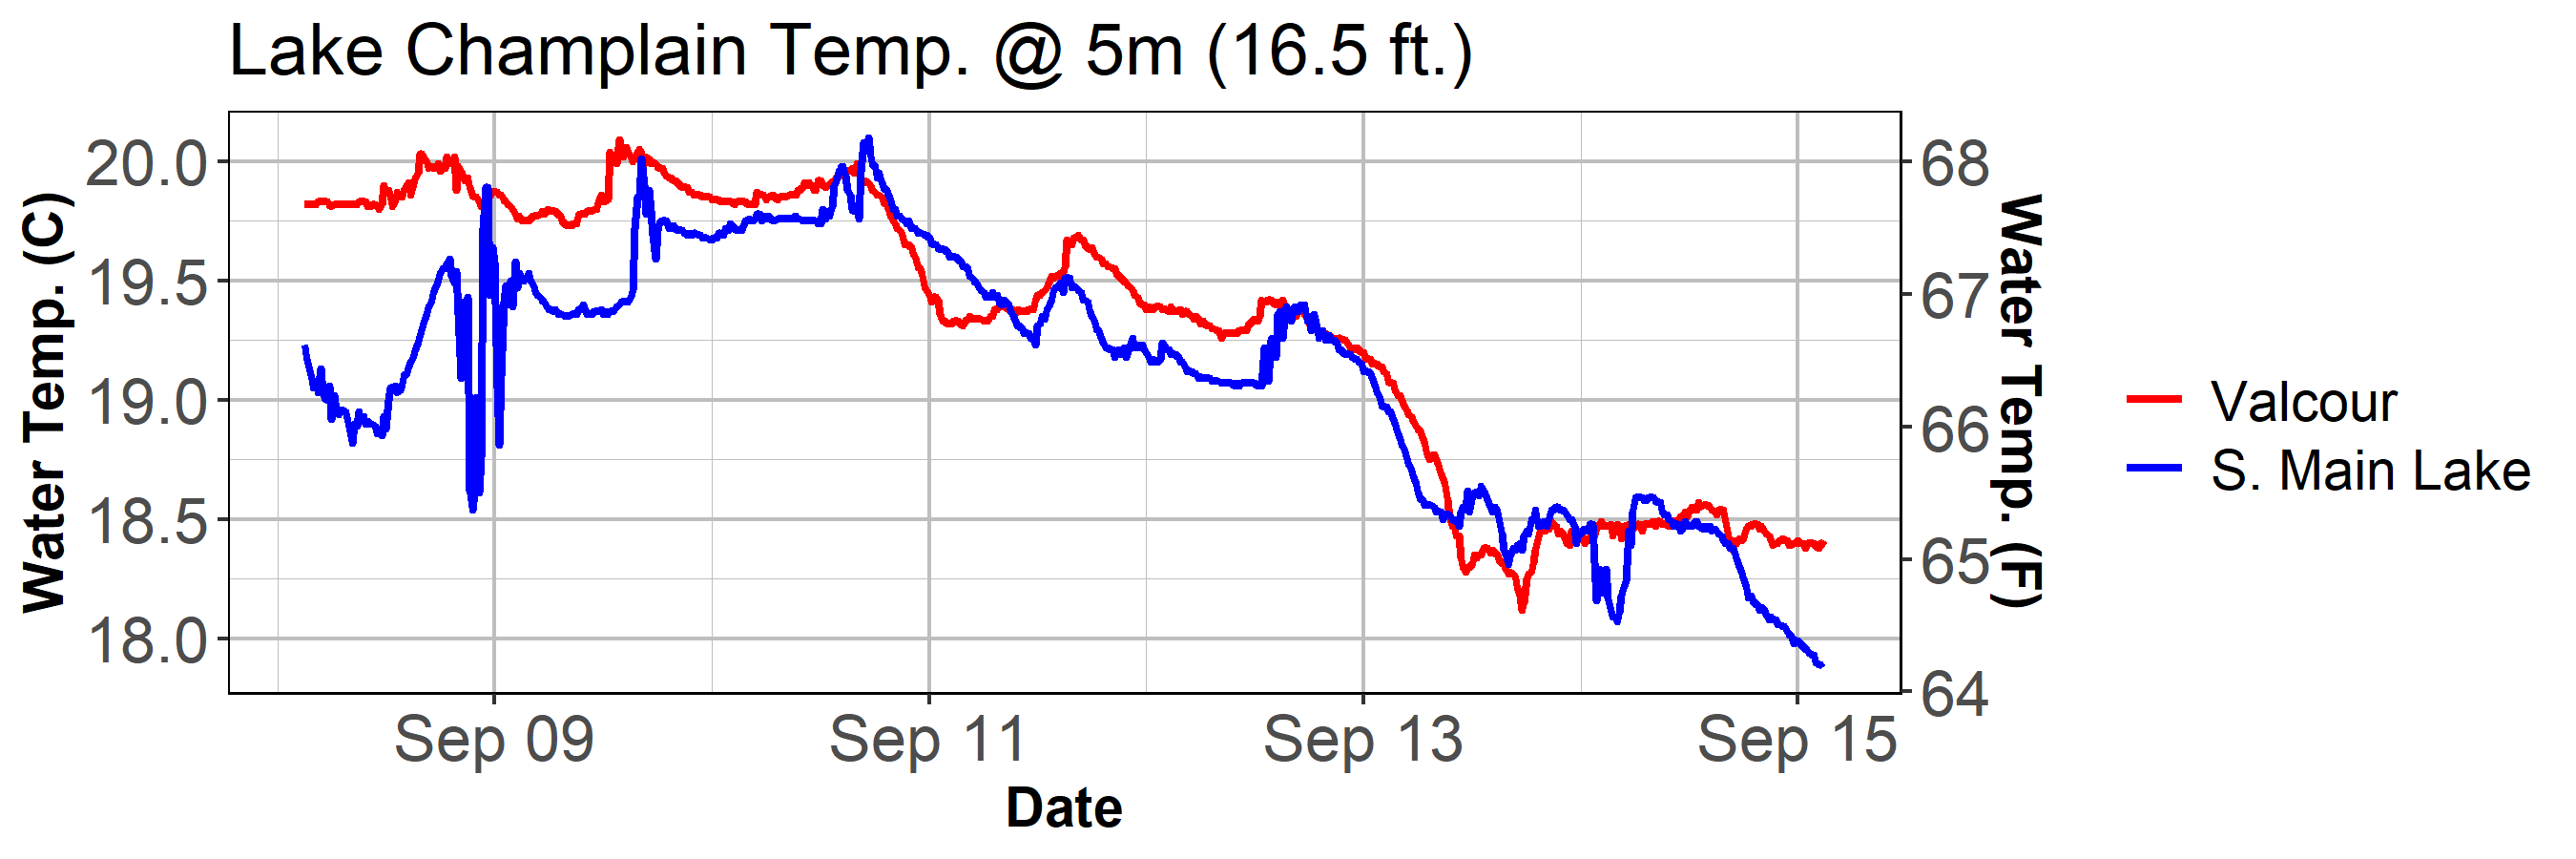 Lake Champlain Temp. @ 5m (16.5 ft.)
Water Temp. (C)
20.0
19.5
19.0
18.5
18.0
68
67
66
65
64
Water Temp. (F)
Sep 09
Sep 11
Sep 13
Sep 15
Date
Valcour
S. Main Lake